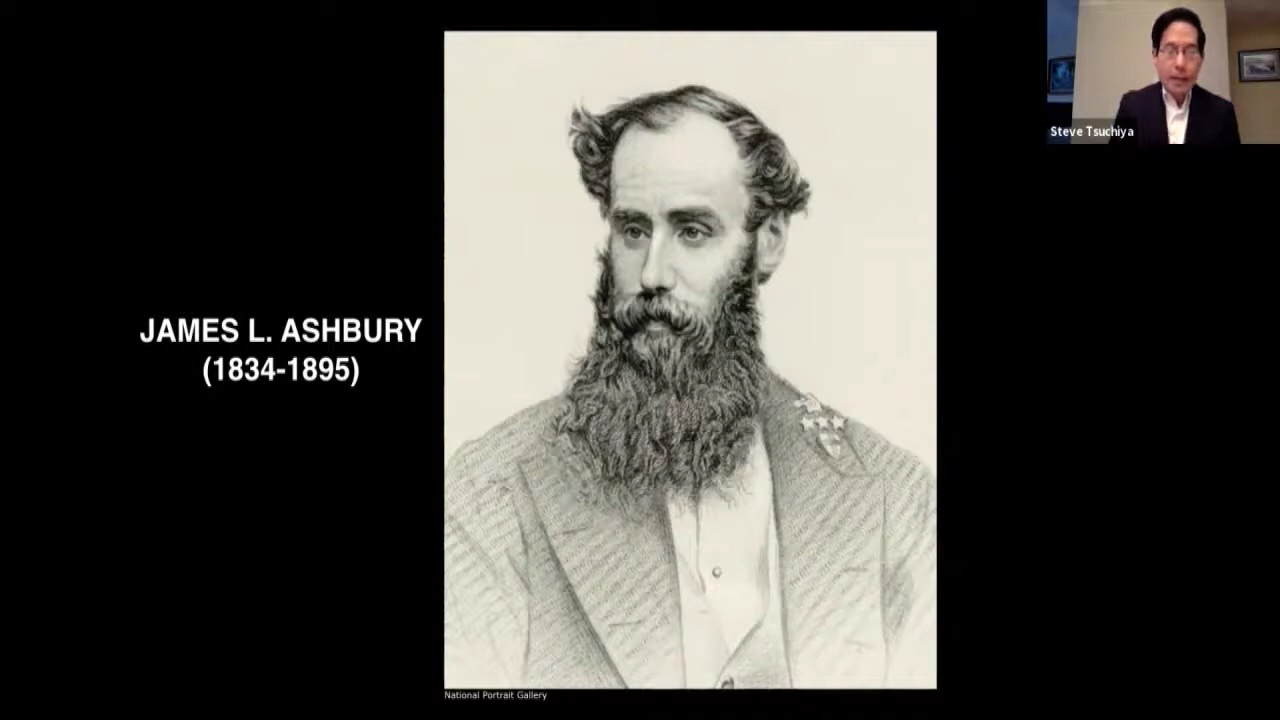 JAMES L. ASHBURY
(1834-1895)
Steve Tsuchiya
National Portrait Gallery